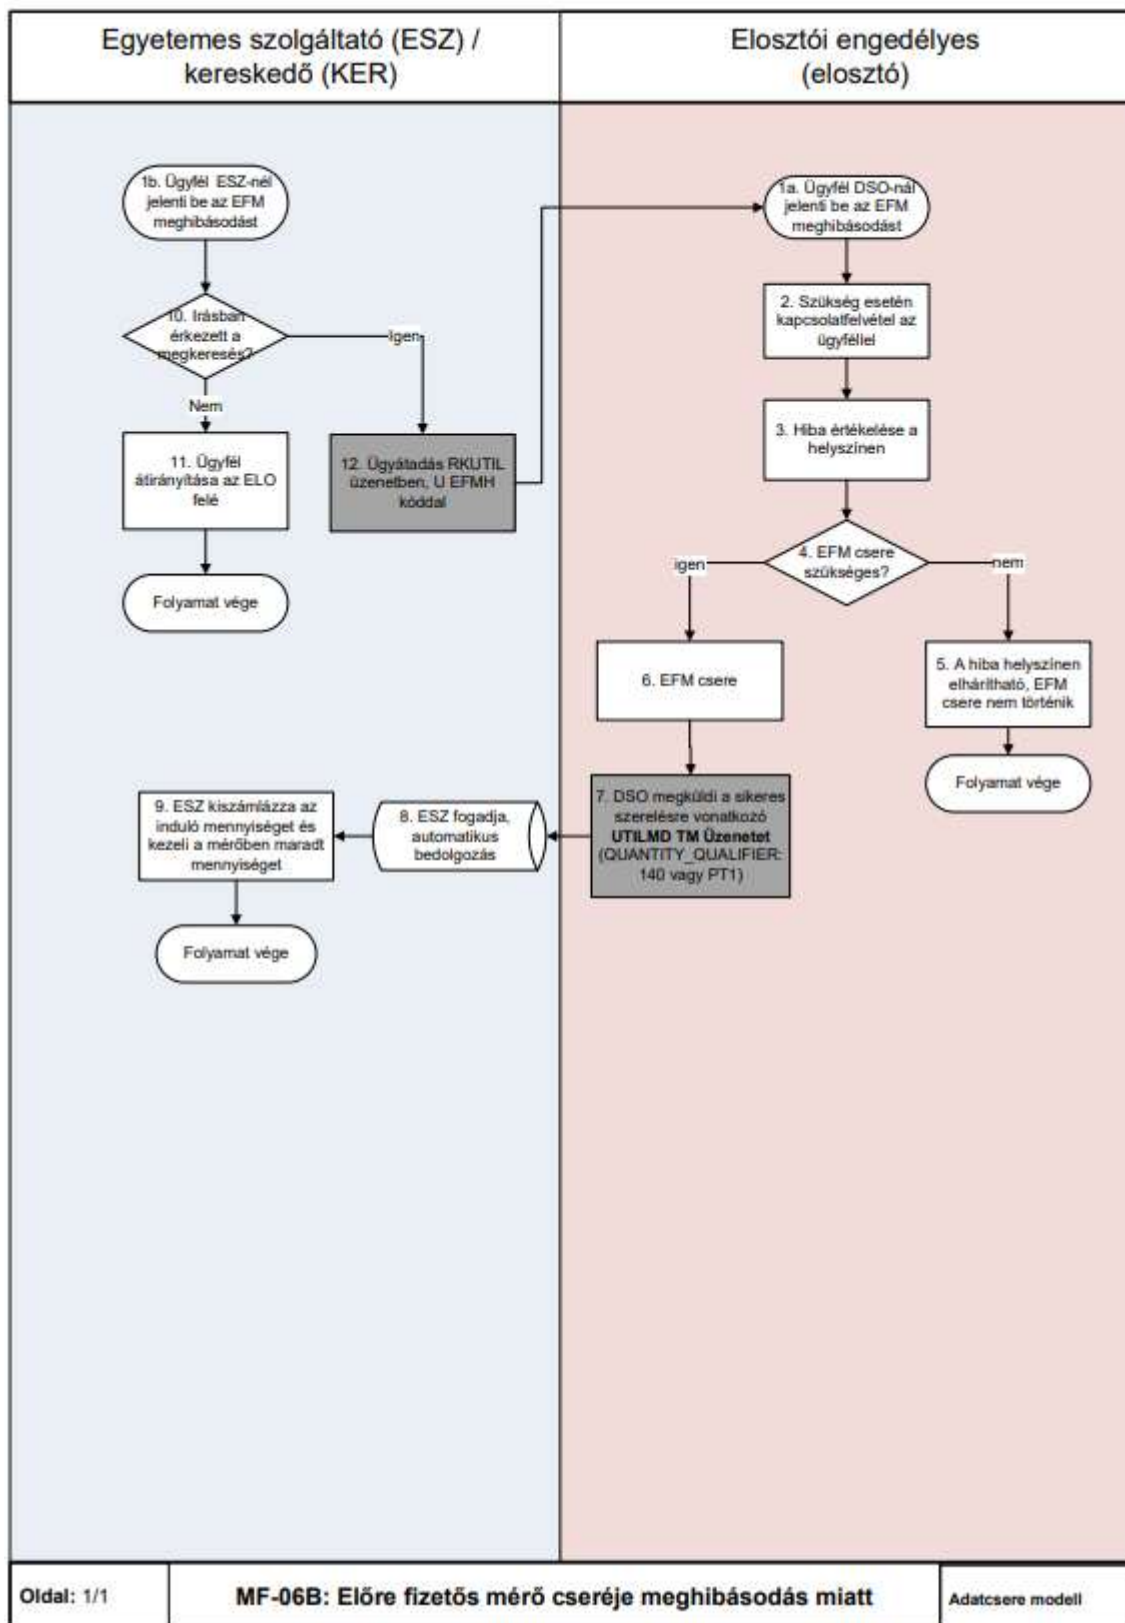 Egyetemes szolgáltató (ESZ) /
kereskedő (KER)
Elosztói engedélyes
(elosztó)
1b. Ügyfél ESZ-nél
jelenti be az EFM
meghibásodást
1a. Ügyfél DSO-nál
jelenti be az EFM
meghibásodást
2. Szükség esetén
kapcsolatfelvétel az
ügyféllel
10. Irásban
érkezett a
megkeresés?
Igen
Nem
3. Hiba értékelése a
helyszínen
11. Ügyfél
átirányítása az ELO
felé
12. Ügyátadás RKUTIL
üzenetben, U EFMH
kóddal
4. EFM csere
szükséges?
igen
nem
Folyamat vége
6. EFM csere
5. A hiba helyszínen
elhárítható, EFM
csere nem történik
Folyamat vége
7. DSO megküldi a sikeres
szerelésre vonatkozó
UTILMD TM Üzenetet
(QUANTITY_QUALIFIER:
140 vagy PT1)
8. ESZ fogadja,
automatikus
bedolgozás
9. ESZ kiszámlázza az
induló mennyiséget és
kezeli a mérőben maradt
mennyiséget
Folyamat vége
Oldal: 1/1
MF-06B: Előre fizetős mérő cseréje meghibásodás miatt
Adatcsere modell